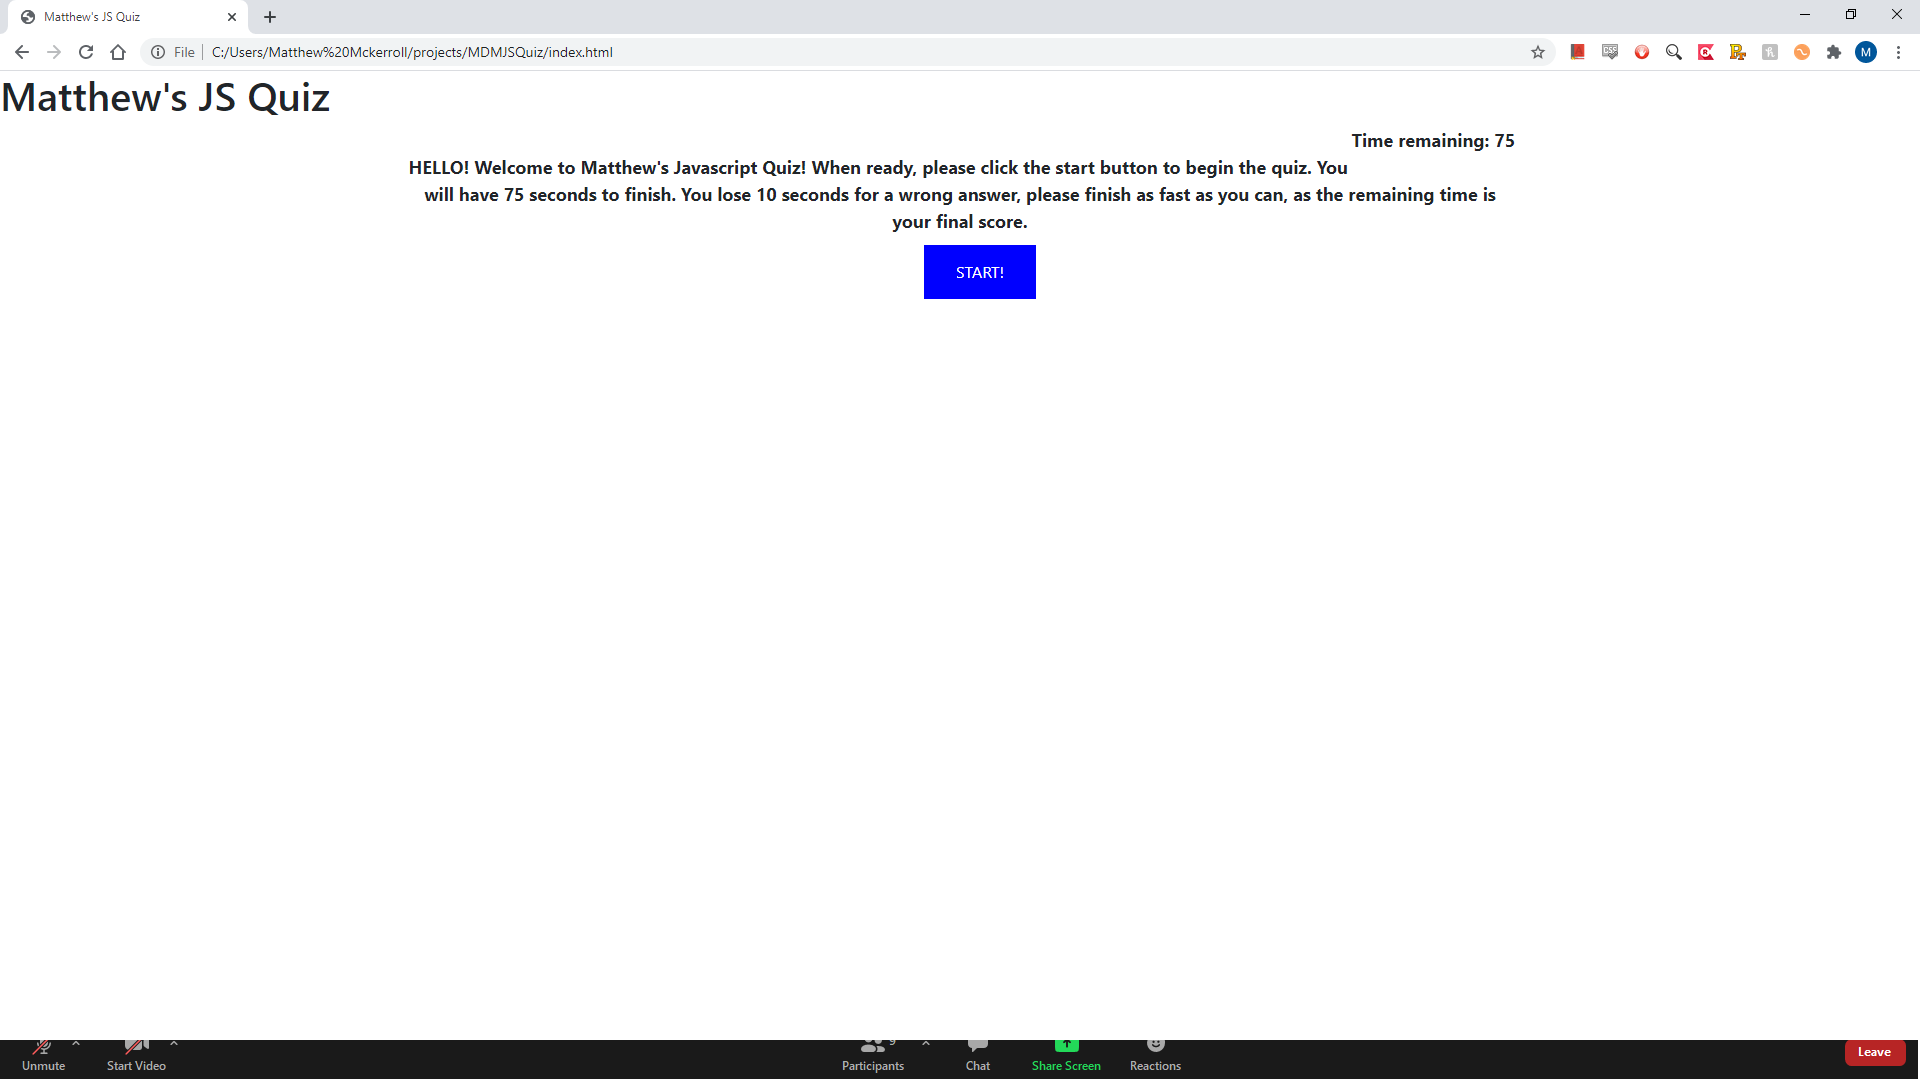 Matthew's JS Quiz
File
C:/Users/Matthew%20Mckerroll/projects/MDMJSQuiz/index.html
M
Matthew's JS Quiz
Time remaining: 75
HELLO! Welcome to Matthew's Javascript Quiz! When ready, please click the start button to begin the quiz. You
will have 75 seconds to finish. You lose 10 seconds for a wrong answer, please finish as fast as you can, as the remaining time is
your final score.
START!
Unmute
Start Video
9
Participants
Chat
Share Screen
Reactions
Leave